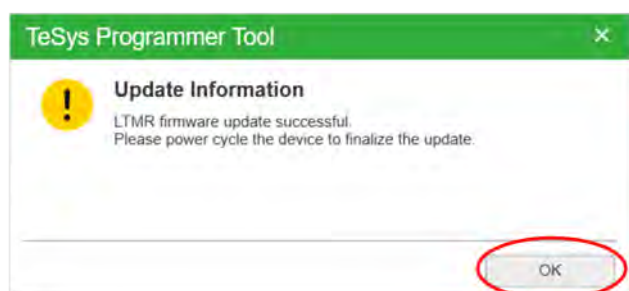 TeSys Programmer Tool
Update Information
LTMR firmware update successful.
Please power cycle the device to finalize the update.
OK